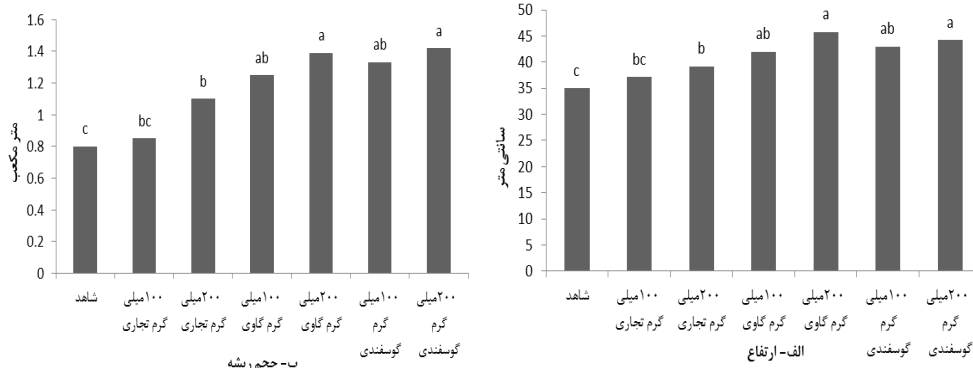 سانتی متر
50
45
40
35
30
25
20
15
10
5
0
c
bc
b
ab
a
ab
a
شاهد
۱۰۰میلی گرم تجاری
۲۰۰میلی گرم تجاری
۱۰۰میلی گرم گاوی
۲۰۰میلی گرم گاوی
۱۰۰میلی گرم گوسفندی
۲۰۰میلی گرم گوسفندی
الف- ارتفاع
متر مکعب
1.6
1.4
1.2
1
0.8
0.6
0.4
0.2
0
c
bc
b
ab
a
ab
a
شاهد
۱۰۰میلی گرم تجاری
۲۰۰میلی گرم تجاری
۱۰۰میلی گرم گاوی
۲۰۰میلی گرم گاوی
۱۰۰میلی گرم گوسفندی
۲۰۰میلی گرم گوسفندی
ب- حجم ریشه